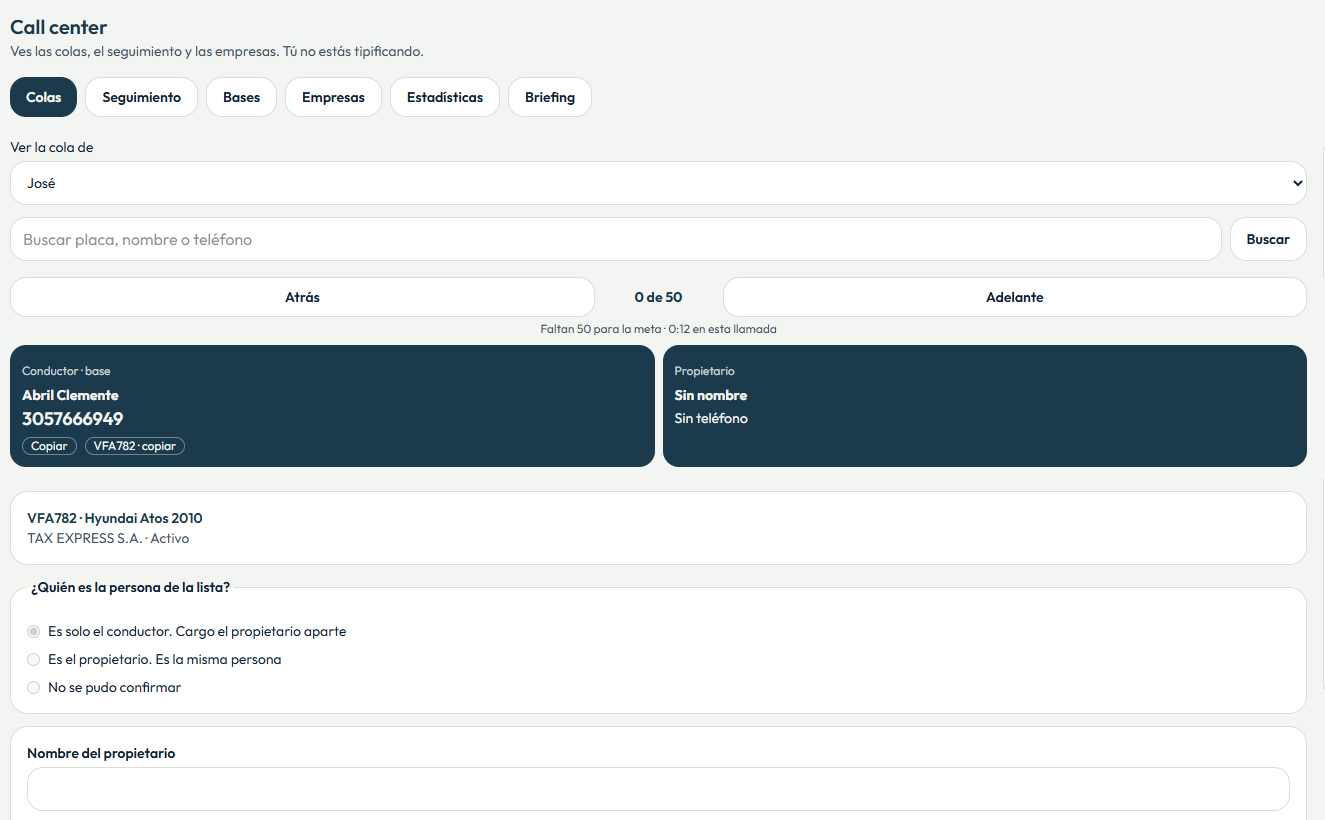 Call center
Ves las colas, el seguimiento y las empresas. Tú no estás tipificando.
Colas Seguimiento Bases Empresas Estadísticas Briefing
Ver la cola de
José
Buscar placa, nombre o teléfono Buscar
Atrás 0 de 50 Adelante
Faltan 50 para la meta · 0:12 en esta llamada
Conductor · base
Abril Clemente
3057666949
Copiar VFA782 · copiar
Propietario
Sin nombre
Sin teléfono
VFA782 · Hyundai Atos 2010
TAX EXPRESS S.A. · Activo
¿Quién es la persona de la lista?
Es solo el conductor. Cargo el propietario aparte
Es el propietario. Es la misma persona
No se pudo confirmar
Nombre del propietario